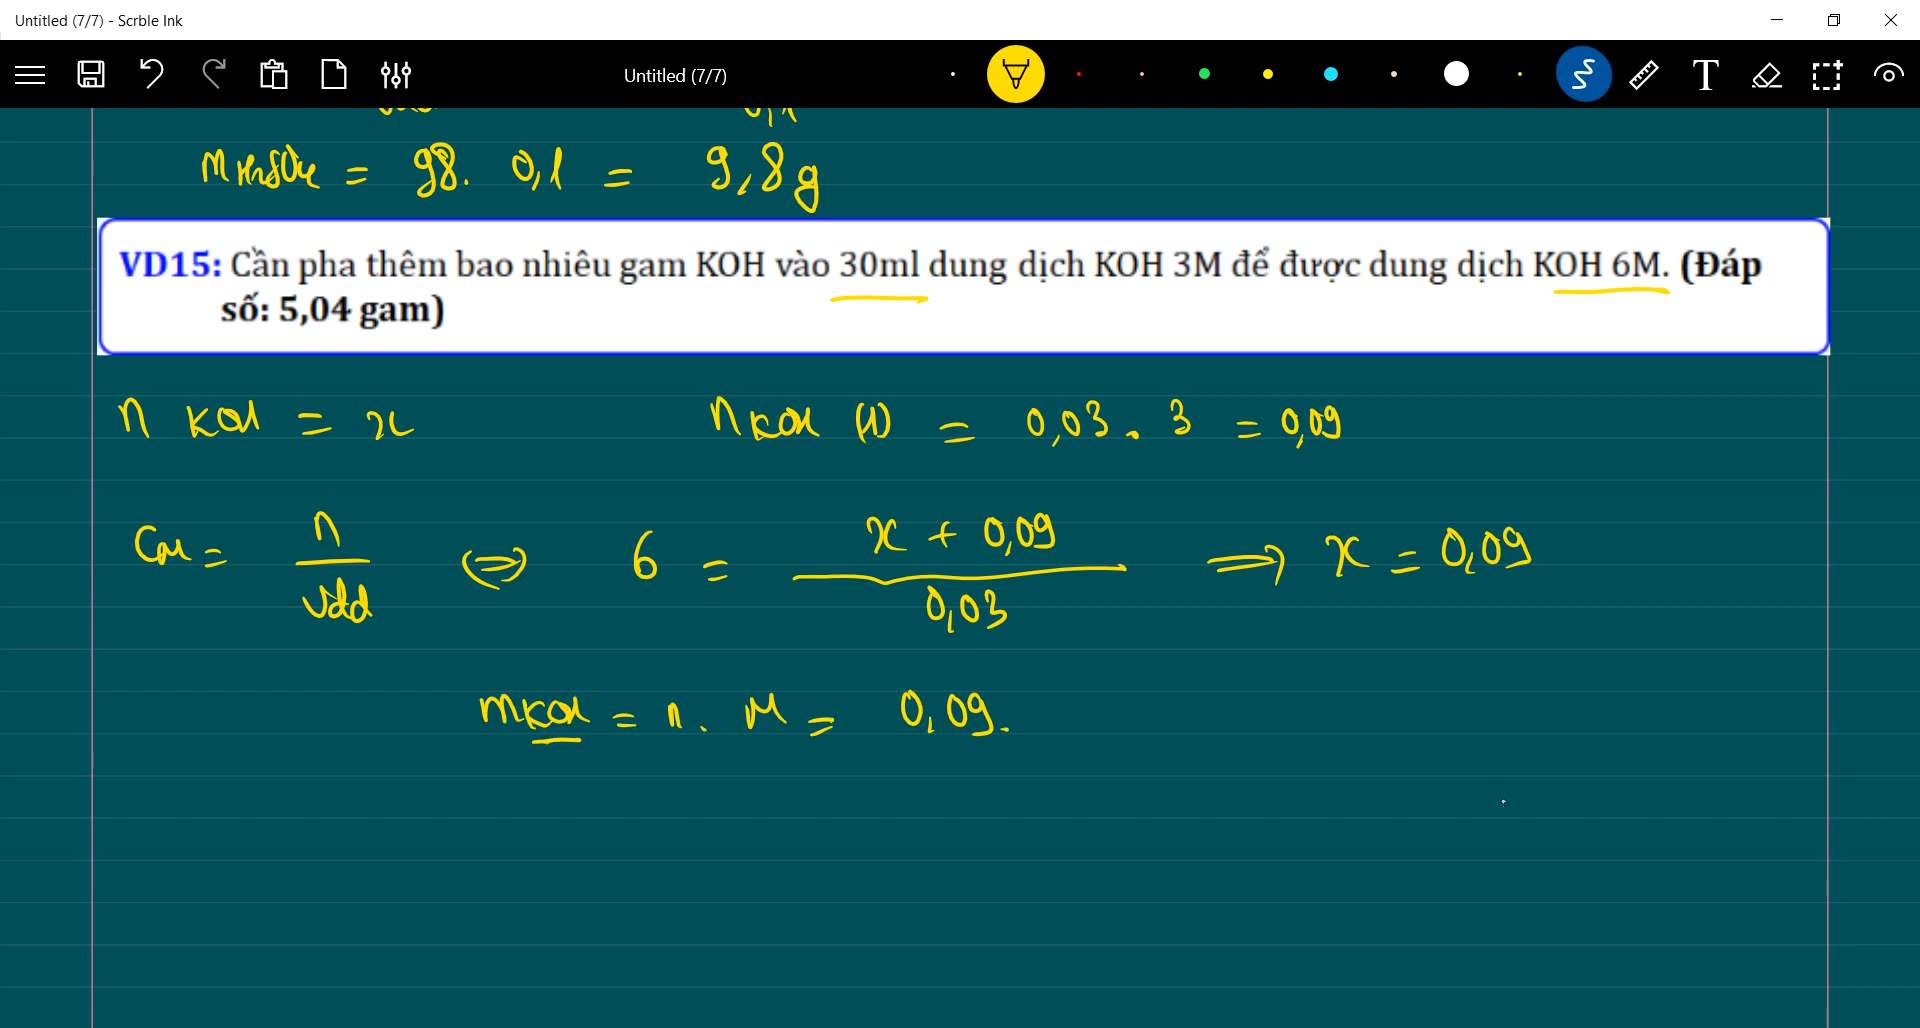 Untitled (7/7) - Scrble Ink
Untitled (7/7)
T
= 98. 0,1 = 9,8g
VD15: Cần pha thêm bao nhiêu gam KOH vào 30ml dung dịch KOH 3M để được dung dịch KOH 6M. (Đáp
số: 5,04 gam)
n KOH = x
n KOH (1) = 0,03 . 3 = 0,09
CM = n / Vdd ⇔ 6 = x + 0,09 / 0,03 ⟹ x = 0,09
mKOH = n . M = 0,09.